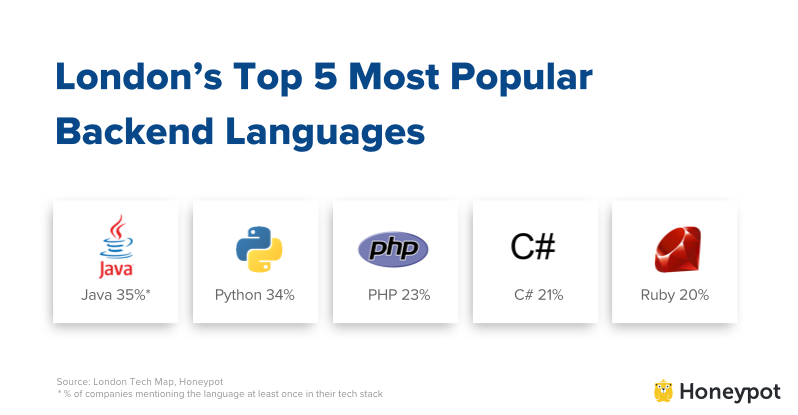 London’s Top 5 Most Popular
Backend Languages
Java
php
C#
Java 35%*
Python 34%
PHP 23%
C# 21%
Ruby 20%
Source: London Tech Map, Honeypot
* % of companies mentioning the language at least once in their tech stack
Honeypot